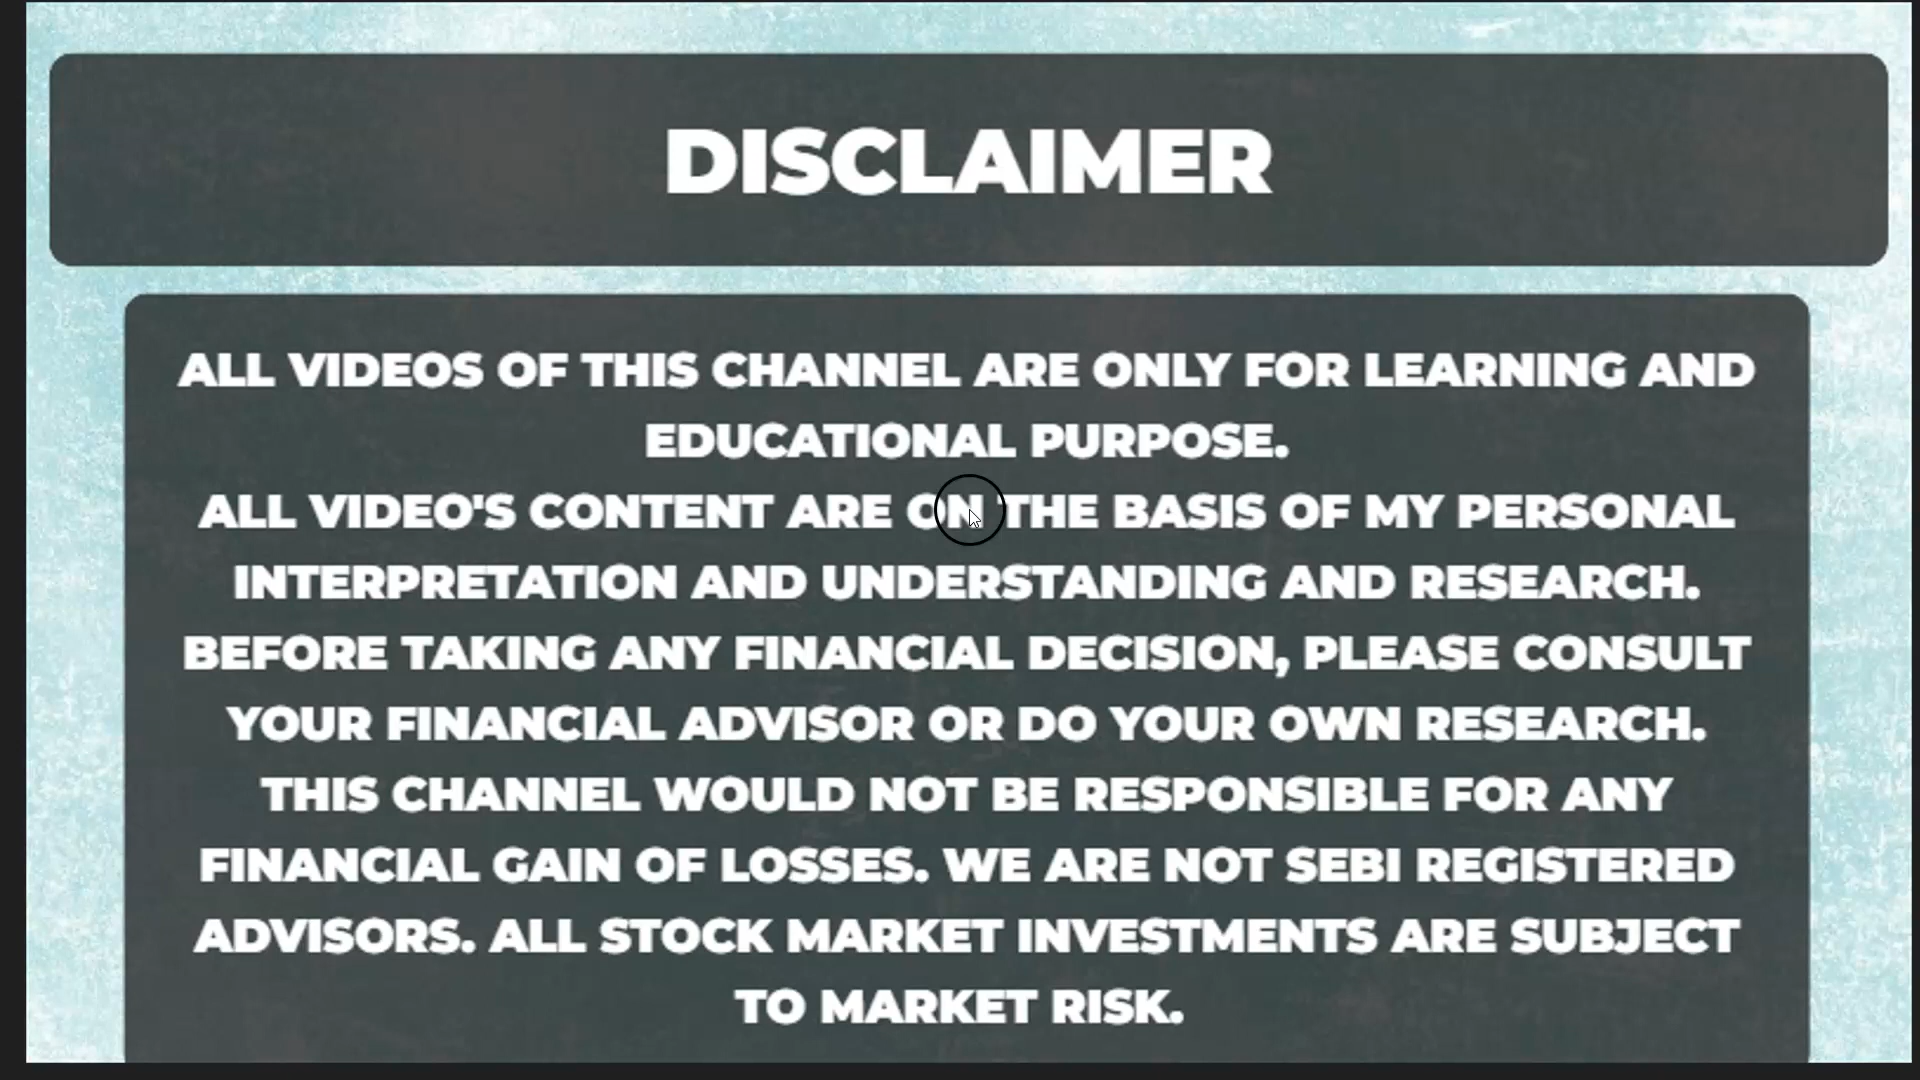 DISCLAIMER
ALL VIDEOS OF THIS CHANNEL ARE ONLY FOR LEARNING AND
EDUCATIONAL PURPOSE.
ALL VIDEO'S CONTENT ARE ON THE BASIS OF MY PERSONAL
INTERPRETATION AND UNDERSTANDING AND RESEARCH.
BEFORE TAKING ANY FINANCIAL DECISION, PLEASE CONSULT
YOUR FINANCIAL ADVISOR OR DO YOUR OWN RESEARCH.
THIS CHANNEL WOULD NOT BE RESPONSIBLE FOR ANY
FINANCIAL GAIN OF LOSSES. WE ARE NOT SEBI REGISTERED
ADVISORS. ALL STOCK MARKET INVESTMENTS ARE SUBJECT
TO MARKET RISK.